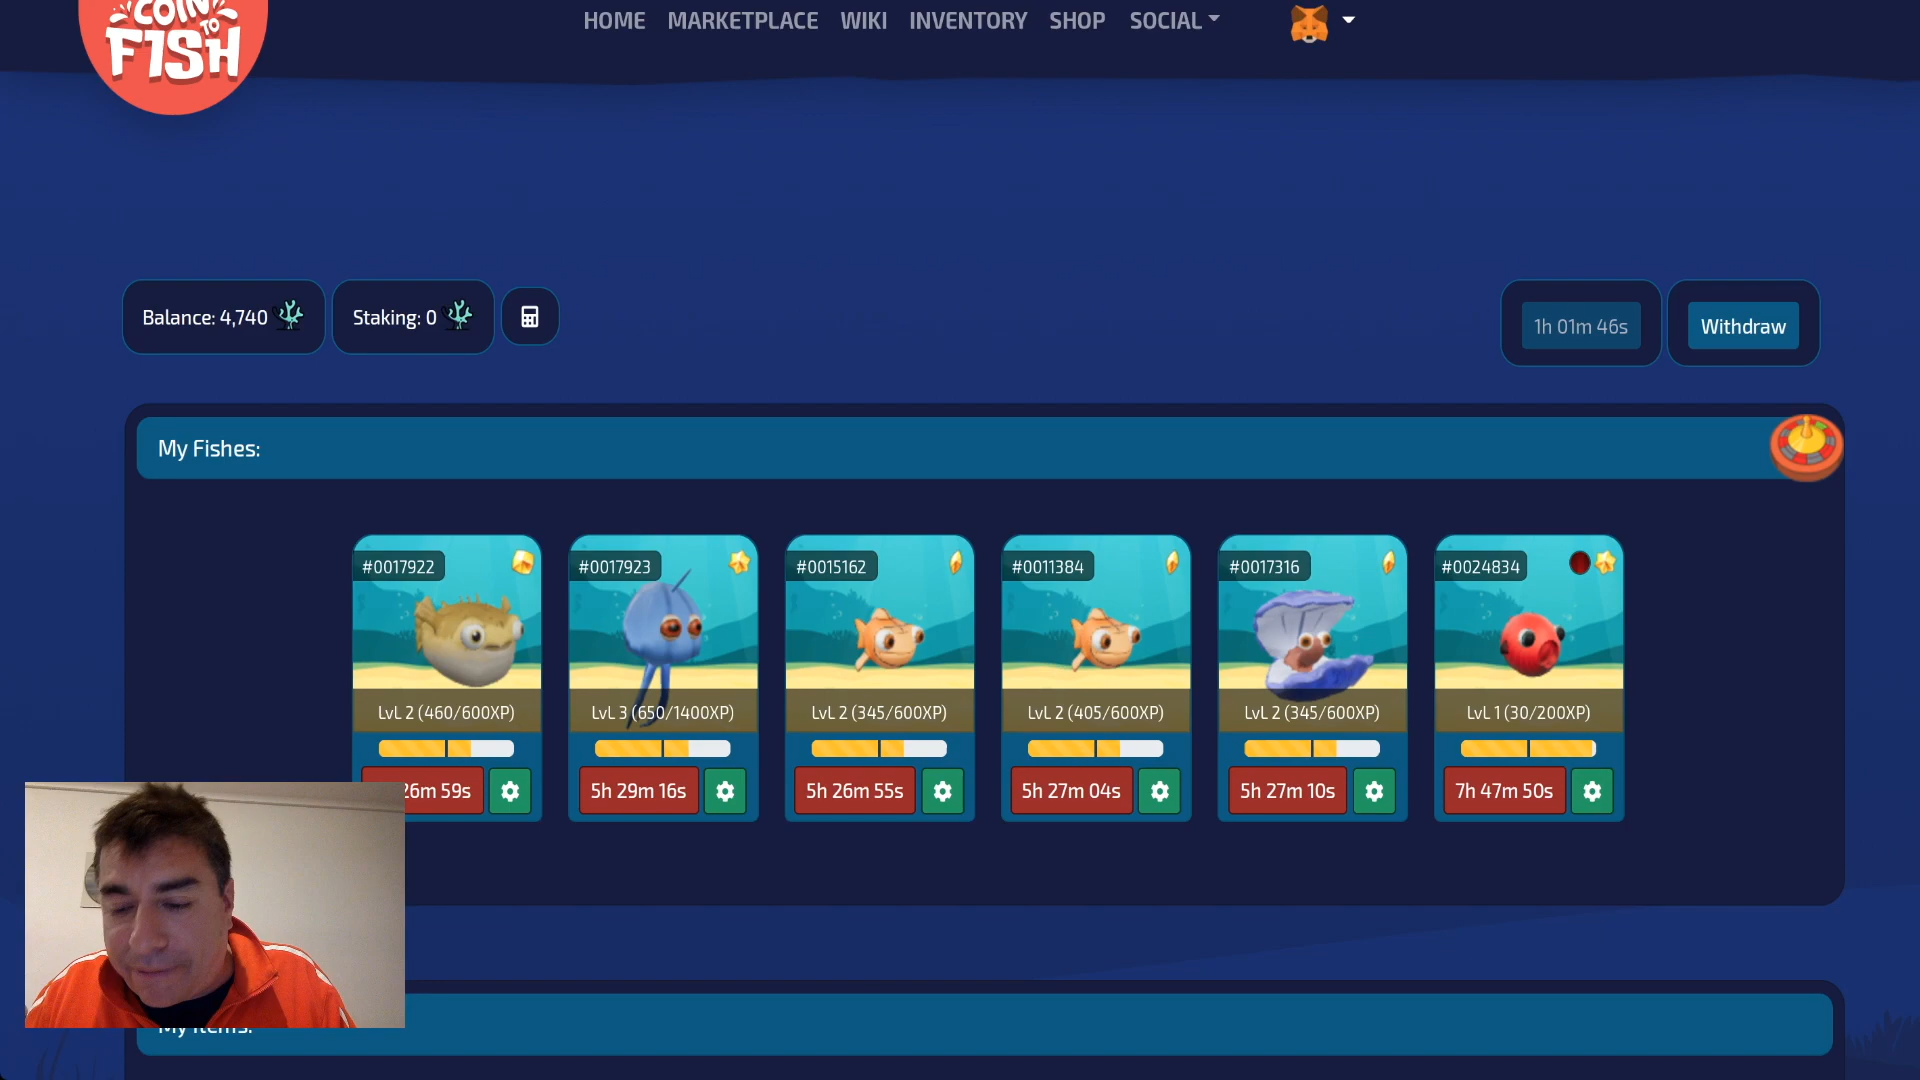 COIN
TO
FISH
HOME MARKETPLACE WIKI INVENTORY SHOP SOCIAL
Balance: 4,740
Staking: 0
1h 01m 46s
Withdraw
My Fishes:
#0017922 #0017923 #0015162 #0011384 #0017316 #0024834
LvL 2 (460/600XP) LvL 3 (650/1400XP) LvL 2 (345/600XP) LvL 2 (405/600XP) LvL 2 (345/600XP) LvL 1 (30/200XP)
26m 59s 5h 29m 16s 5h 26m 55s 5h 27m 04s 5h 27m 10s 7h 47m 50s
My Items: